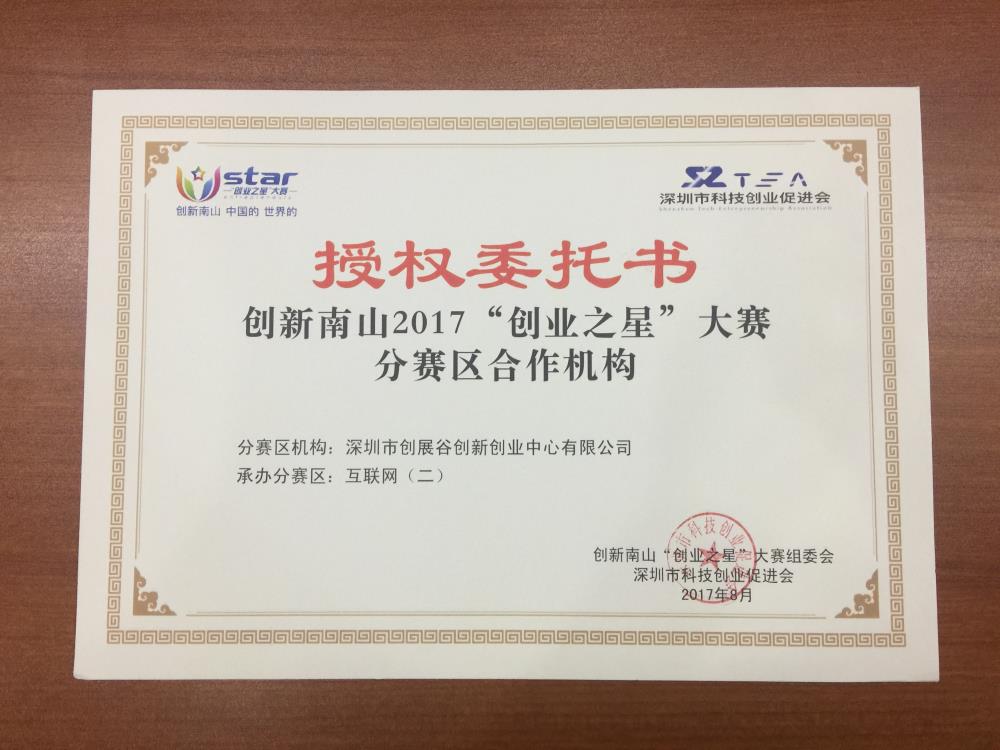 star
“创业之星”大赛
创新南山 中国的 世界的
TEA
深圳市科技创业促进会
Shenzhen Tech Entrepreneurship Association
授权委托书
创新南山2017“创业之星”大赛
分赛区合作机构
分赛区机构：深圳市创展谷创新创业中心有限公司
承办分赛区：互联网（二）
创新南山“创业之星”大赛组委会
深圳市科技创业促进会
2017年8月